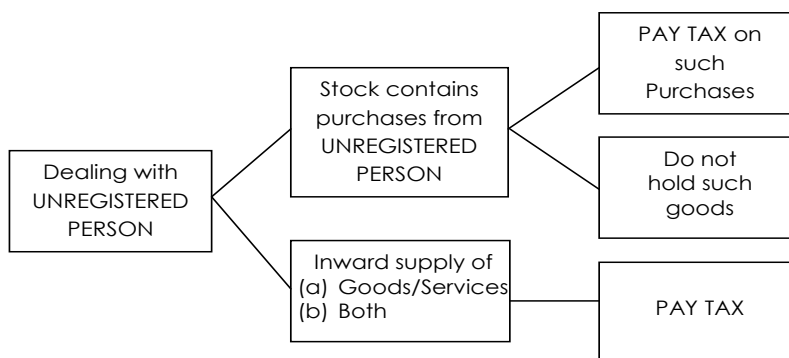 Dealing with
UNREGISTERED
PERSON
Stock contains
purchases from
UNREGISTERED
PERSON
PAY TAX on
such
Purchases
Do not
hold such
goods
Inward supply of
(a) Goods/Services
(b) Both
PAY TAX